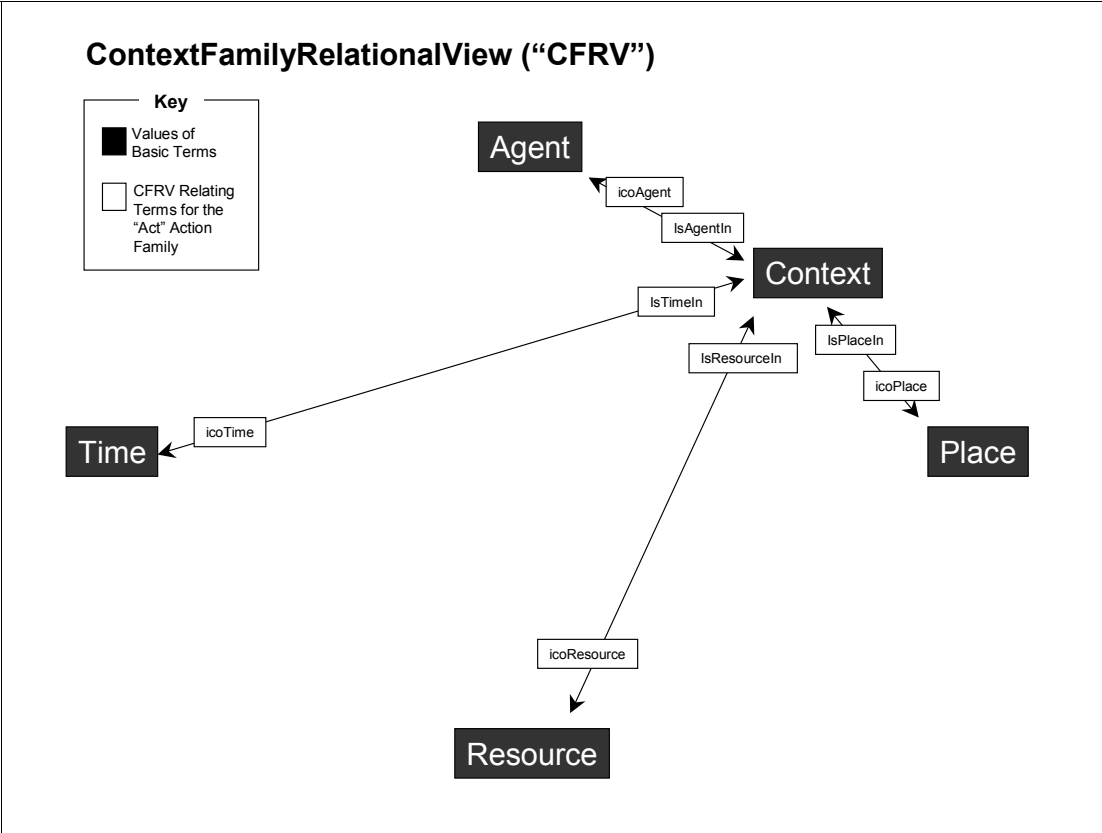 ContextFamilyRelationalView (“CFRV”)
Key
Values of
Basic Terms
CFRV Relating
Terms for the
“Act” Action
Family
Agent
icoAgent
IsAgentIn
Context
IsTimeIn
IsPlaceIn
IsResourceIn
icoPlace
icoTime
Time
Place
icoResource
Resource